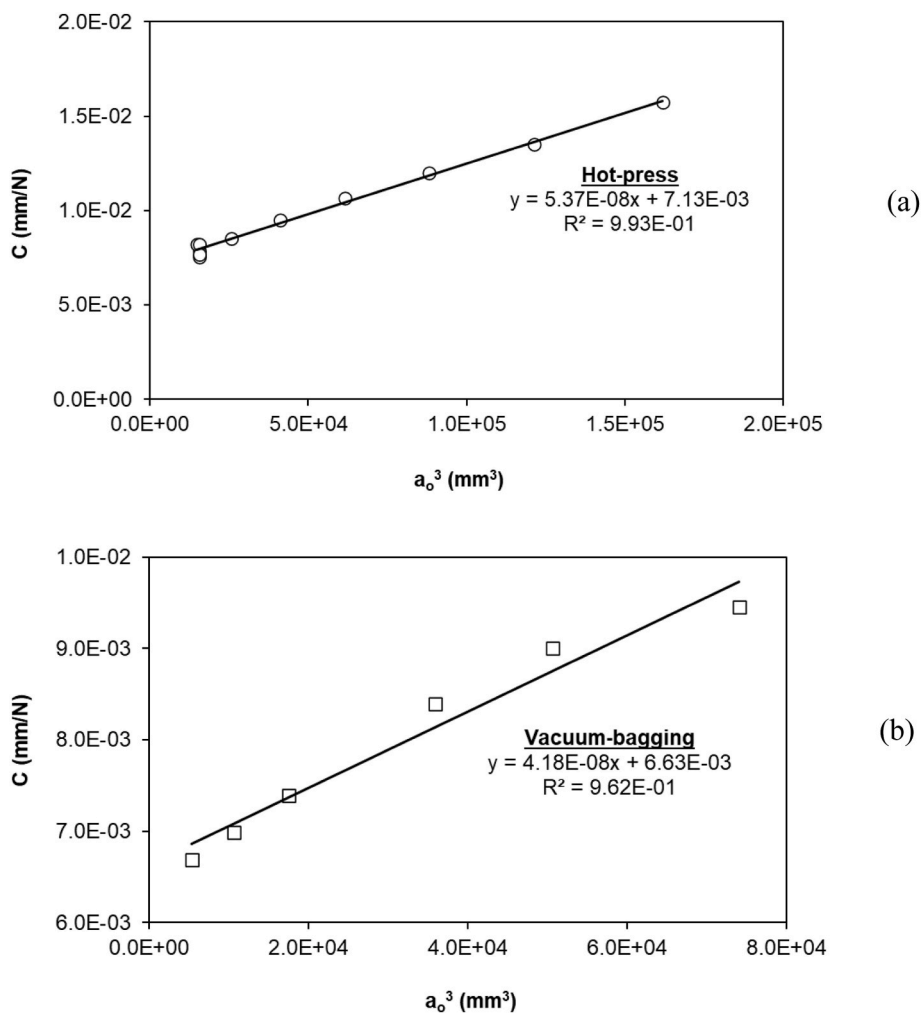 2.0E-02
1.5E-02
1.0E-02
5.0E-03
0.0E+00
C (mm/N)
Hot-press
y = 5.37E-08x + 7.13E-03
R² = 9.93E-01
(a)
0.0E+00 5.0E+04 1.0E+05 1.5E+05 2.0E+05
aₒ³ (mm³)
1.0E-02
9.0E-03
8.0E-03
7.0E-03
6.0E-03
C (mm/N)
Vacuum-bagging
y = 4.18E-08x + 6.63E-03
R² = 9.62E-01
(b)
0.0E+00 2.0E+04 4.0E+04 6.0E+04 8.0E+04
aₒ³ (mm³)